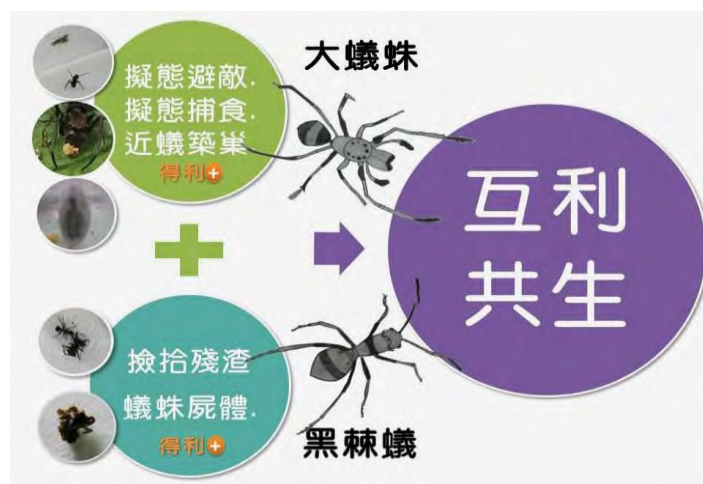 大蟻蛛
擬態避敵.
擬態捕食.
近蟻築巢
得利+
互利
共生
撿拾殘渣
蟻蛛屍體.
得利+
黑棘蟻